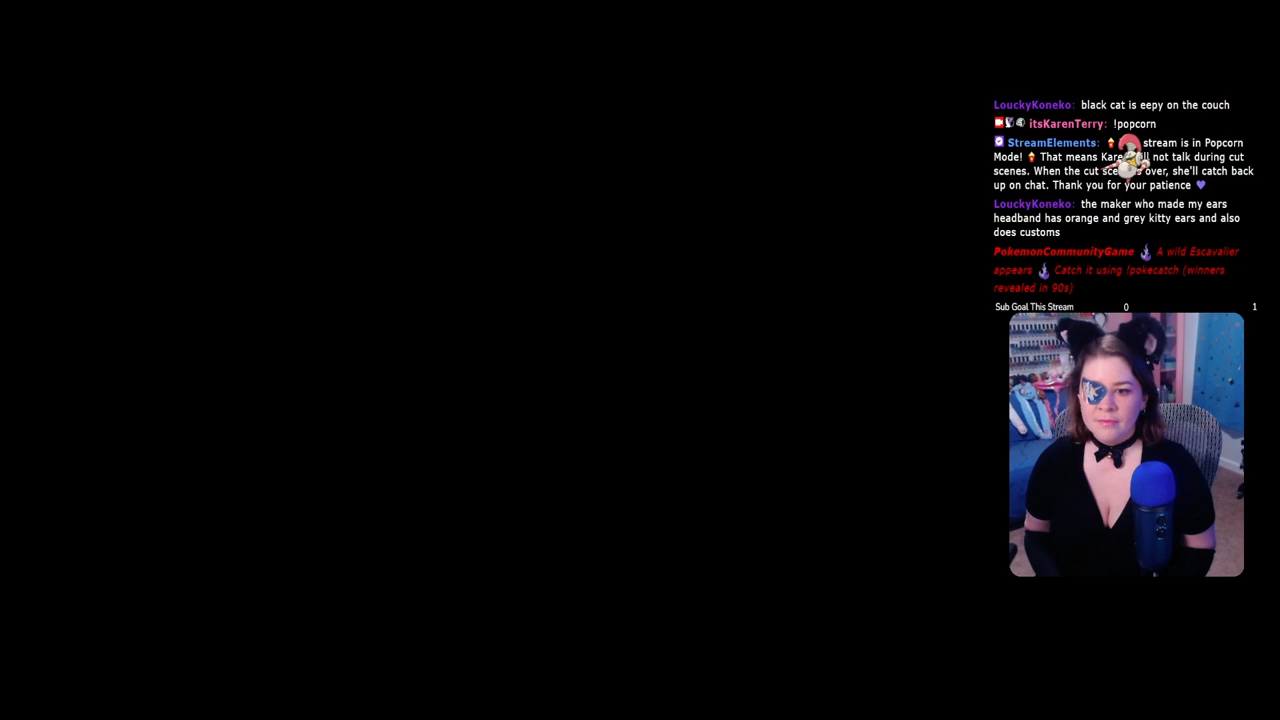 LouckyKoneko: black cat is eepy on the couch
itsKarenTerry: !popcorn
StreamElements: stream is in Popcorn
Mode! That means Kare ll not talk during cut
scenes. When the cut sce s over, she'll catch back
up on chat. Thank you for your patience
LouckyKoneko: the maker who made my ears
headband has orange and grey kitty ears and also
does customs
PokemonCommunityGame A wild Escavalier
appears Catch it using !pokecatch (winners
revealed in 90s)
Sub Goal This Stream 0 1